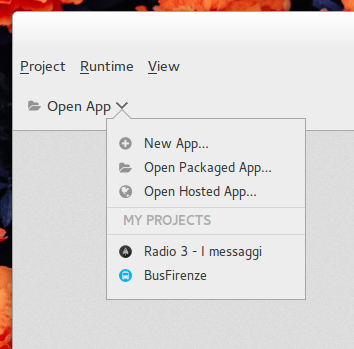 Project Runtime View
Open App
New App...
Open Packaged App...
Open Hosted App...
MY PROJECTS
Radio 3 - I messaggi
BusFirenze